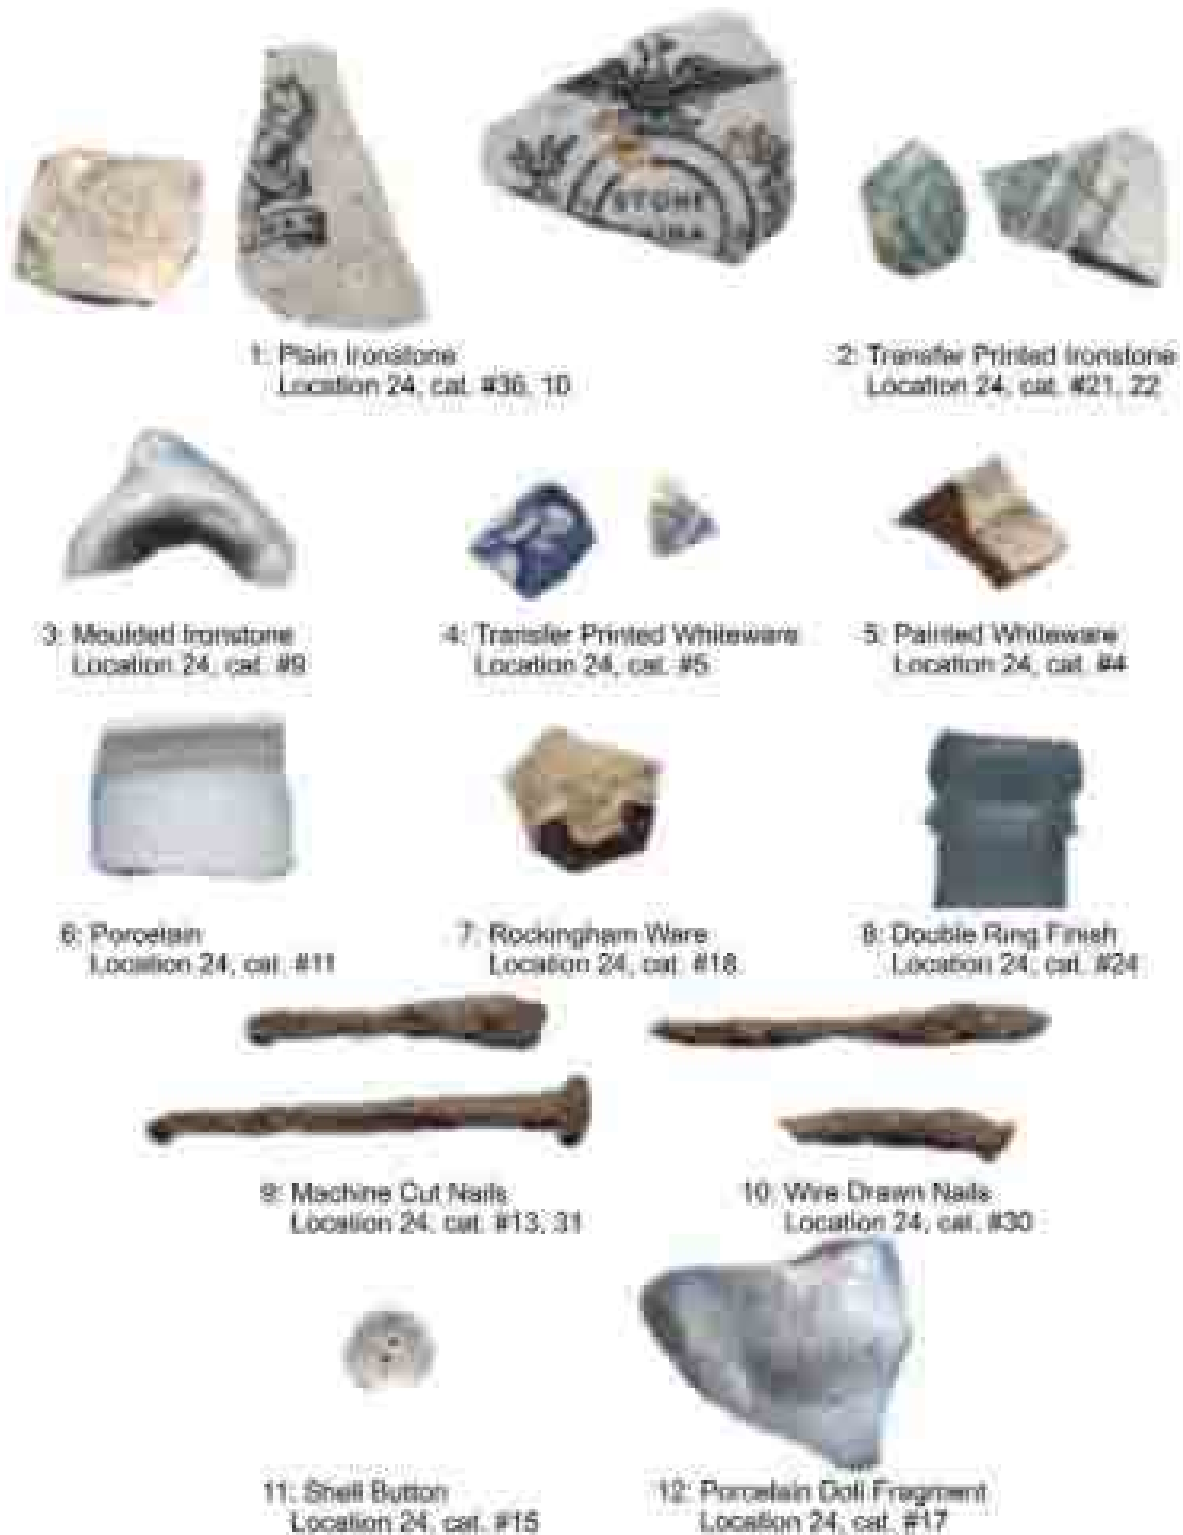 STONE
1: Plain Ironstone
Location 24, cat. #36, 10
2: Transfer Printed Ironstone
Location 24, cat. #21, 22
3: Moulded Ironstone
Location 24, cat. #9
4: Transfer Printed Whiteware
Location 24, cat. #5
5: Painted Whiteware
Location 24, cat. #4
6: Porcelain
Location 24, cat. #11
7: Rockingham Ware
Location 24, cat. #18
8: Double Ring Finish
Location 24, cat. #24
9: Machine Cut Nails
Location 24, cat. #13, 31
10: Wire Drawn Nails
Location 24, cat. #30
11: Shell Button
Location 24, cat. #15
12: Porcelain Doll Fragment
Location 24, cat. #17